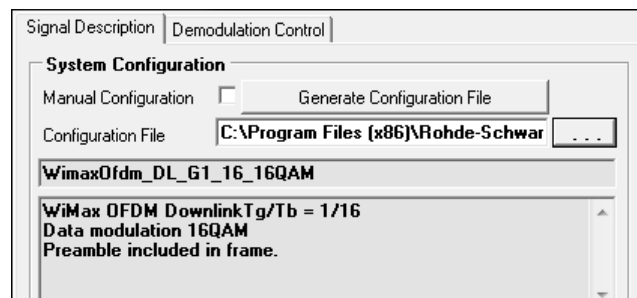 Signal Description Demodulation Control
System Configuration
Manual Configuration Generate Configuration File
Configuration File C:\Program Files (x86)\Rohde-Schwar ...
WimaxOfdm_DL_G1_16_16QAM
WiMax OFDM DownlinkTg/Tb = 1/16
Data modulation 16QAM
Preamble included in frame.